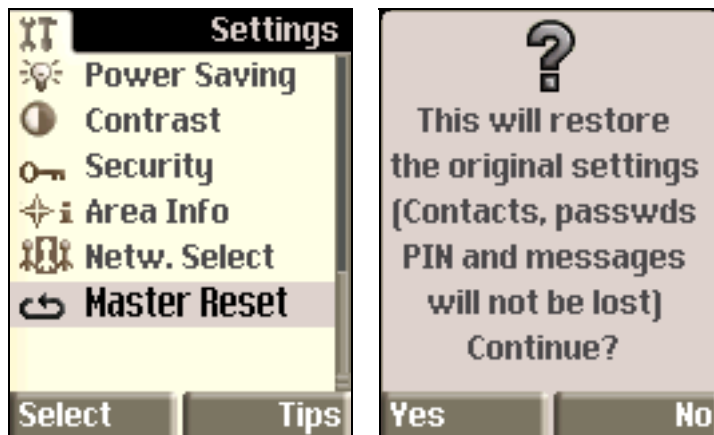 Settings
Power Saving
Contrast
Security
i Area Info
Netw. Select
Master Reset
Select Tips
?
This will restore
the original settings
(Contacts, passwds
PIN and messages
will not be lost)
Continue?
Yes No